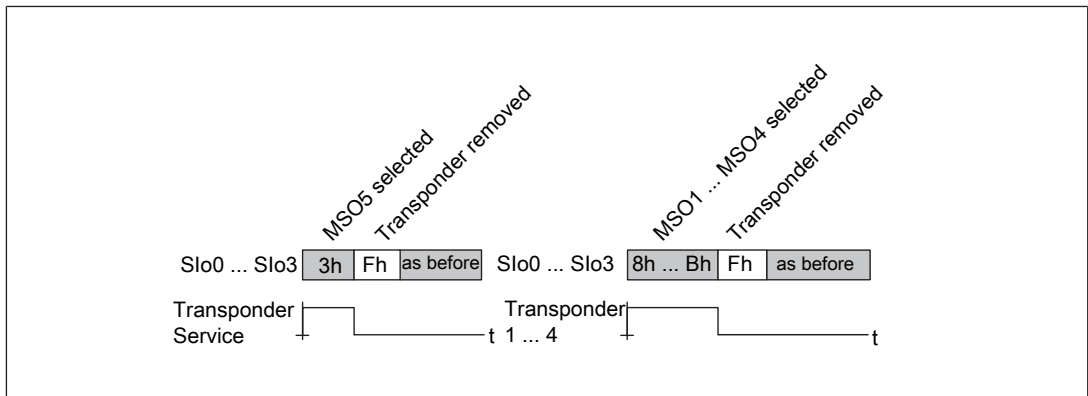 MSO5 selected
Transponder removed
MSO1 ... MSO4 selected
Transponder removed
SIo0 ... SIo3 3h Fh as before SIo0 ... SIo3 8h ... Bh Fh as before
Transponder
Service
t
Transponder
1 ... 4
t